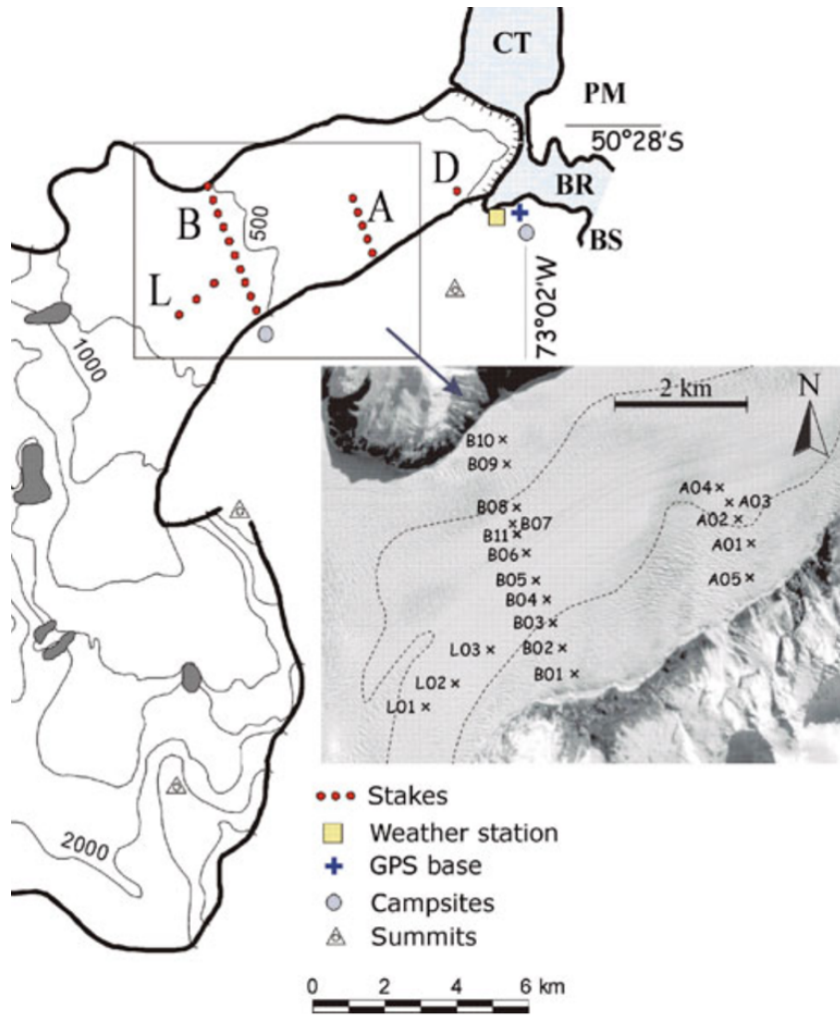 CT
PM
50°28'S
D
BR
A
B
500
BS
L
73°02'W
1000
2 km
N
B10
B09
A04
A03
B08
A02
B07
B11
A01
B06
B05
A05
B04
B03
L03
B02
B01
L02
L01
Stakes
Weather station
2000
GPS base
Campsites
Summits
0 2 4 6 km